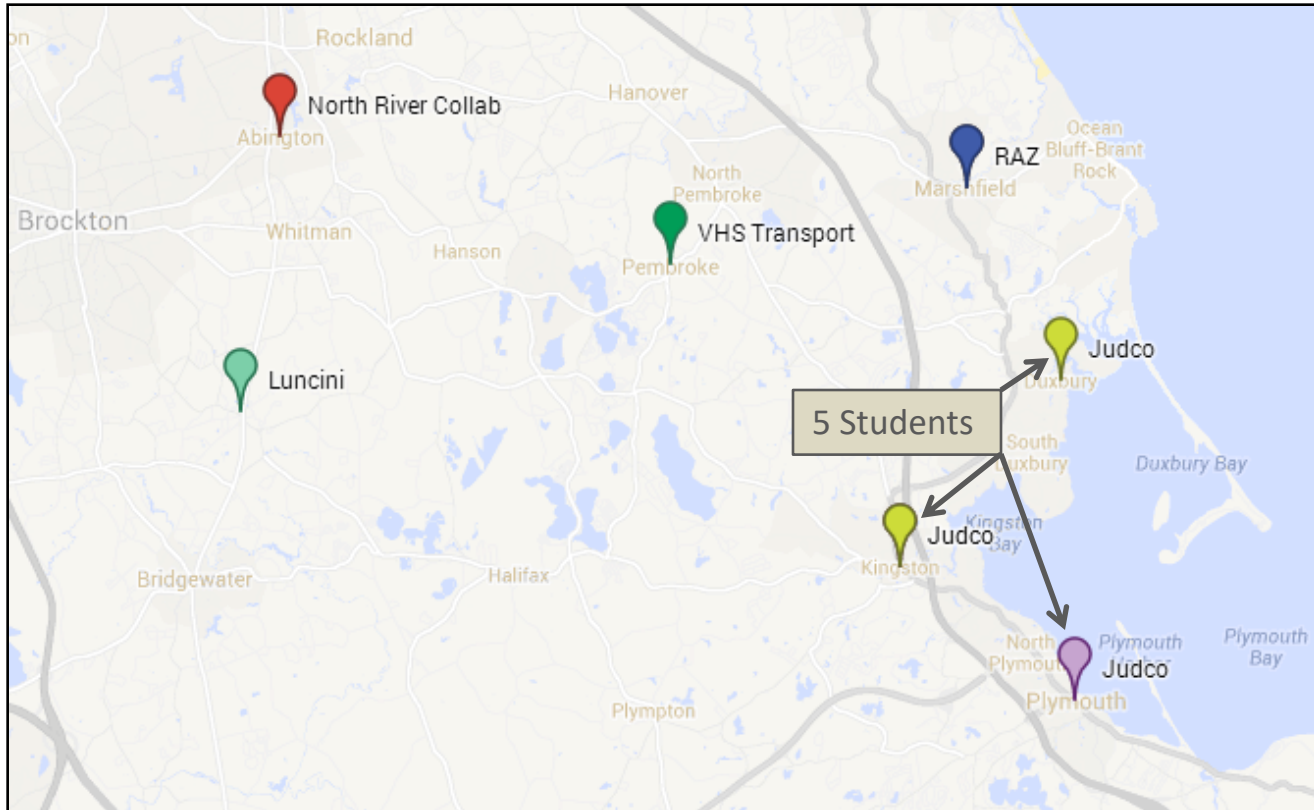 Rockland
North River Collab
Abington
Hanover
Ocean
Bluff-Brant
Rock
RAZ
Marshfield
North
Pembroke
Brockton
Whitman
Hanson
VHS Transport
Pembroke
Judco
Duxbury
Luncini
5 Students
South
Duxbury
Duxbury Bay
Kingston
Bay
Judco
Kingston
Bridgewater
Halifax
North
Plymouth
Plymouth
Judco
Plymouth
Bay
Plymouth
Plympton